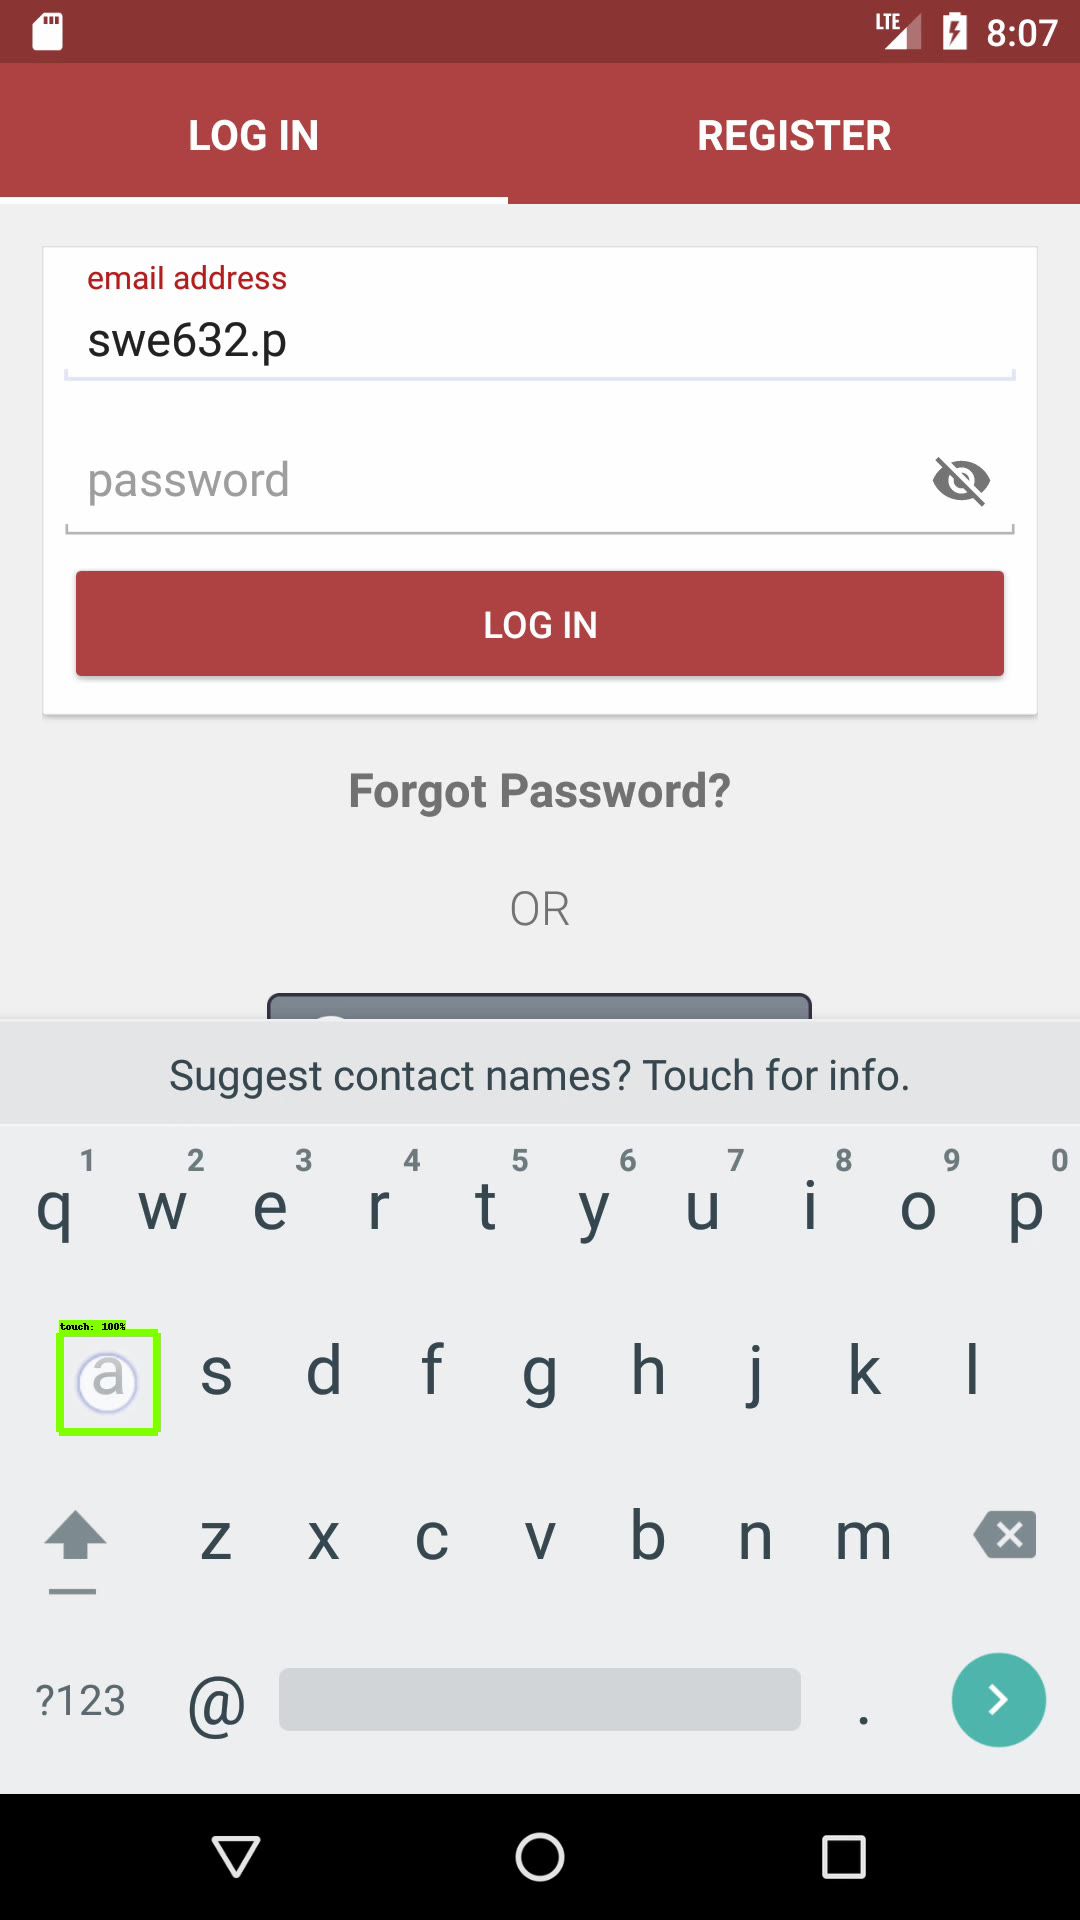 LTE 8:07
LOG IN REGISTER
email address
swe632.p
password
LOG IN
Forgot Password?
OR
Suggest contact names? Touch for info.
1 2 3 4 5 6 7 8 9 0
q w e r t y u i o p
touch: 100%
a s d f g h j k l
z x c v b n m
?123 @ .